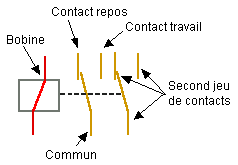 Contact repos
Contact travail
Bobine
Second jeu
de contacts
Commun